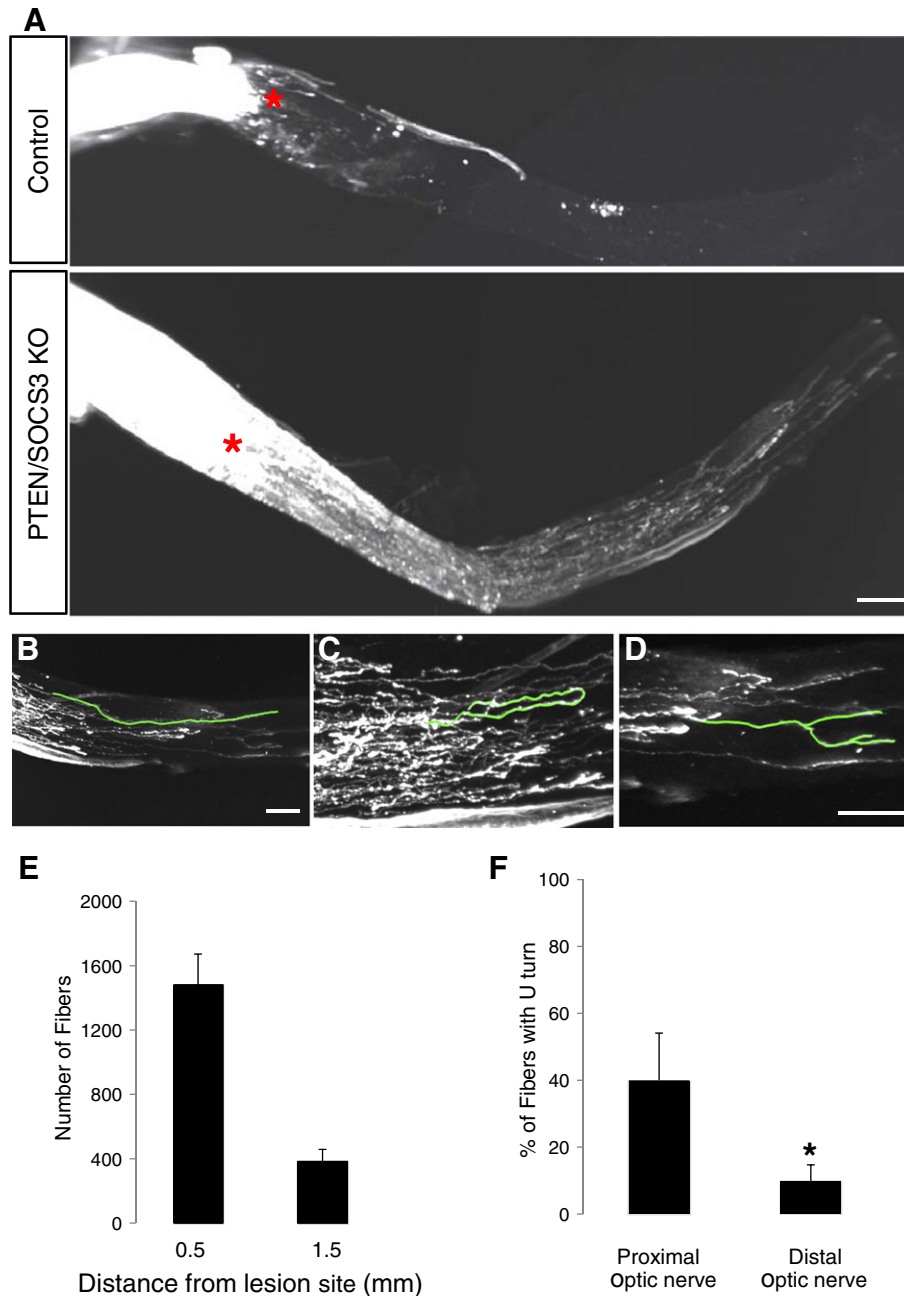 A
Control
*
PTEN/SOCS3 KO
*
B
C
D
E
2000
1600
1200
800
400
0
Number of Fibers
0.5
1.5
Distance from lesion site (mm)
F
100
80
60
40
20
0
% of Fibers with U turn
*
Proximal
Optic nerve
Distal
Optic nerve